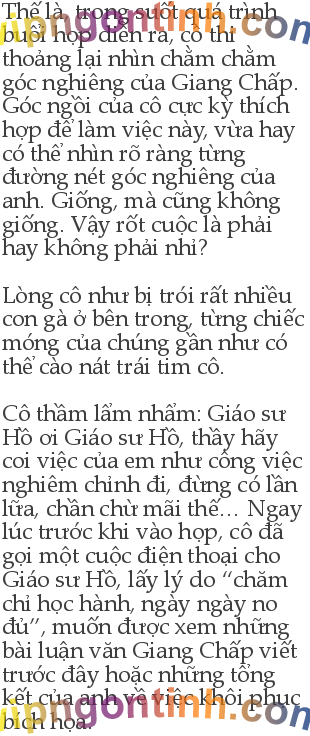 Thế là, trong suốt quá trình
buổi họp diễn ra, cô thi
thoảng lại nhìn chằm chằm
góc nghiêng của Giang Chấp.
Góc ngồi của cô cực kỳ thích
hợp để làm việc này, vừa hay
có thể nhìn rõ ràng từng
đường nét góc nghiêng của
anh. Giống, mà cũng không
giống. Vậy rốt cuộc là phải
hay không phải nhỉ?
Lòng cô như bị trói rất nhiều
con gà ở bên trong, từng chiếc
móng của chúng gần như có
thể cào nát trái tim cô.
Cô thầm lẩm nhẩm: Giáo sư
Hồ ơi Giáo sư Hồ, thầy hãy
coi việc của em như công việc
nghiêm chỉnh đi, đừng có lần
lữa, chần chừ mãi thế... Ngay
lúc trước khi vào họp, cô đã
gọi một cuộc điện thoại cho
Giáo sư Hồ, lấy lý do “chăm
chỉ học hành, ngày ngày no
đủ”, muốn được xem những
bài luận văn Giang Chấp viết
trước đây hoặc những tổng
kết của anh về việc khôi phục
bích họa.
vipngontinh.com
vipngontinh.com